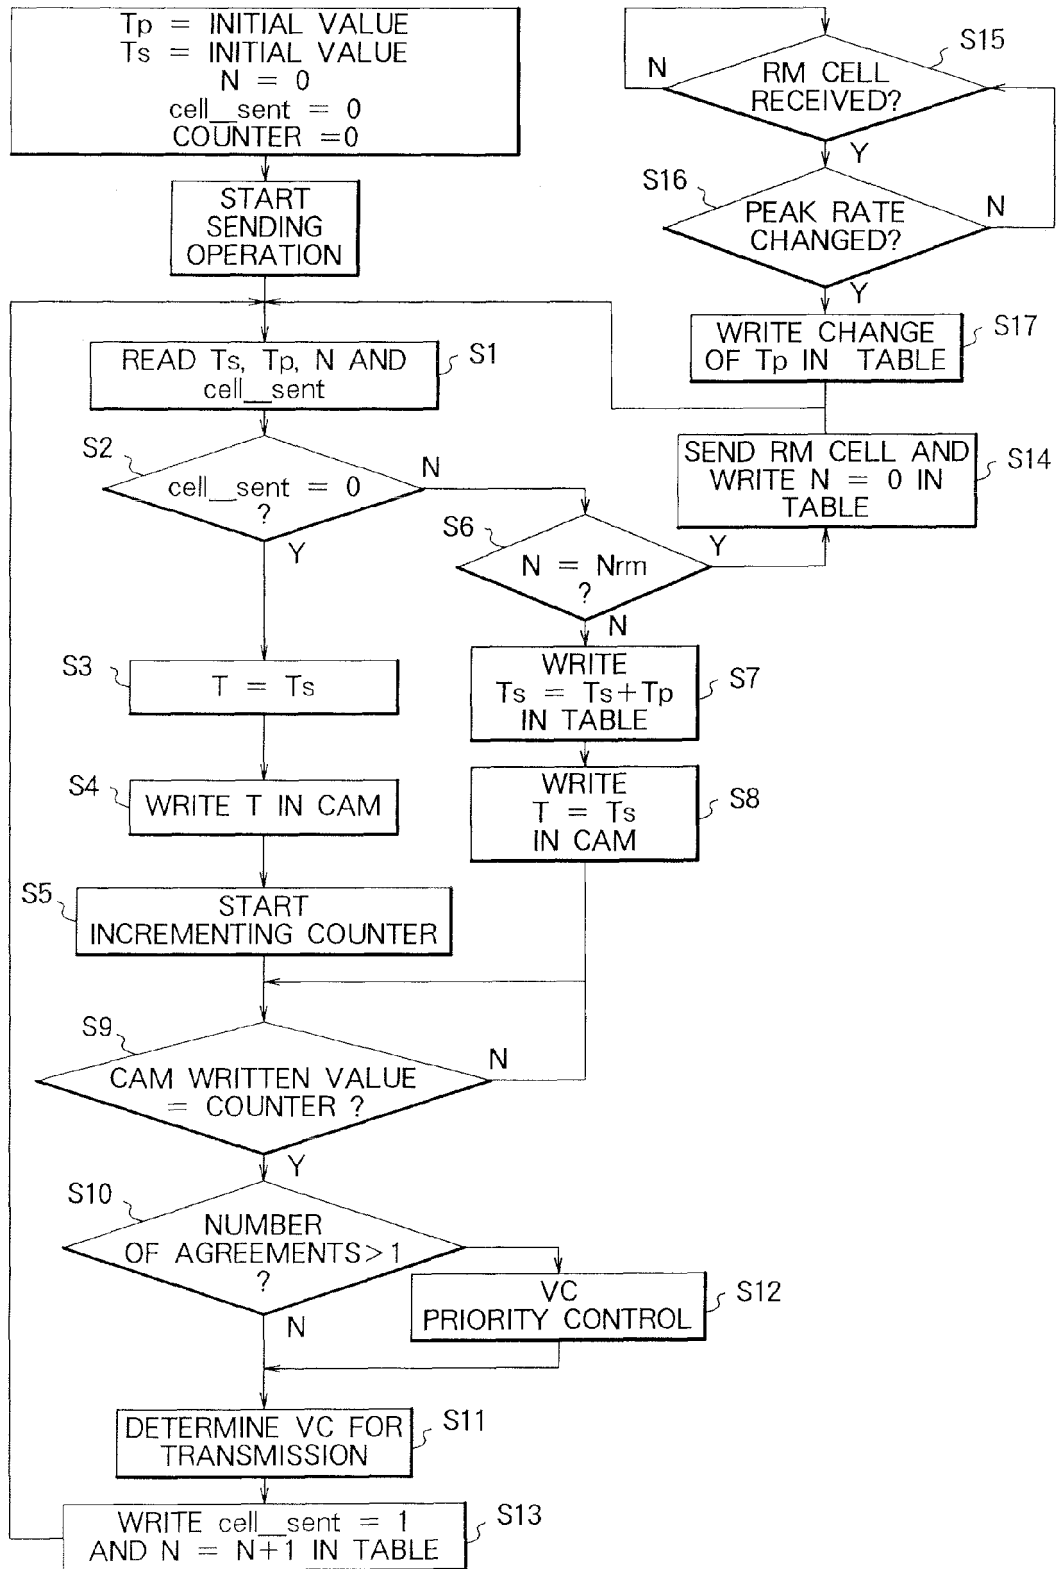 Tp = INITIAL VALUE
Ts = INITIAL VALUE
N = 0
cell_sent = 0
COUNTER =0
START
SENDING
OPERATION
READ Ts, Tp, N AND
cell_sent
S1
S2
cell_sent = 0
?
N
Y
S3
T = Ts
S4
WRITE T IN CAM
S5
START
INCREMENTING COUNTER
S6
N = Nrm
?
Y
N
WRITE
Ts = Ts+Tp
IN TABLE
S7
WRITE
T = Ts
IN CAM
S8
S9
CAM WRITTEN VALUE
= COUNTER ?
N
Y
S10
NUMBER
OF AGREEMENTS>1
?
N
VC
PRIORITY CONTROL
S12
DETERMINE VC FOR
TRANSMISSION
S11
WRITE cell_sent = 1
AND N = N+1 IN TABLE
S13
S15
N
RM CELL
RECEIVED?
Y
S16
PEAK RATE
CHANGED?
N
Y
WRITE CHANGE
OF Tp IN TABLE
S17
SEND RM CELL AND
WRITE N = 0 IN
TABLE
S14